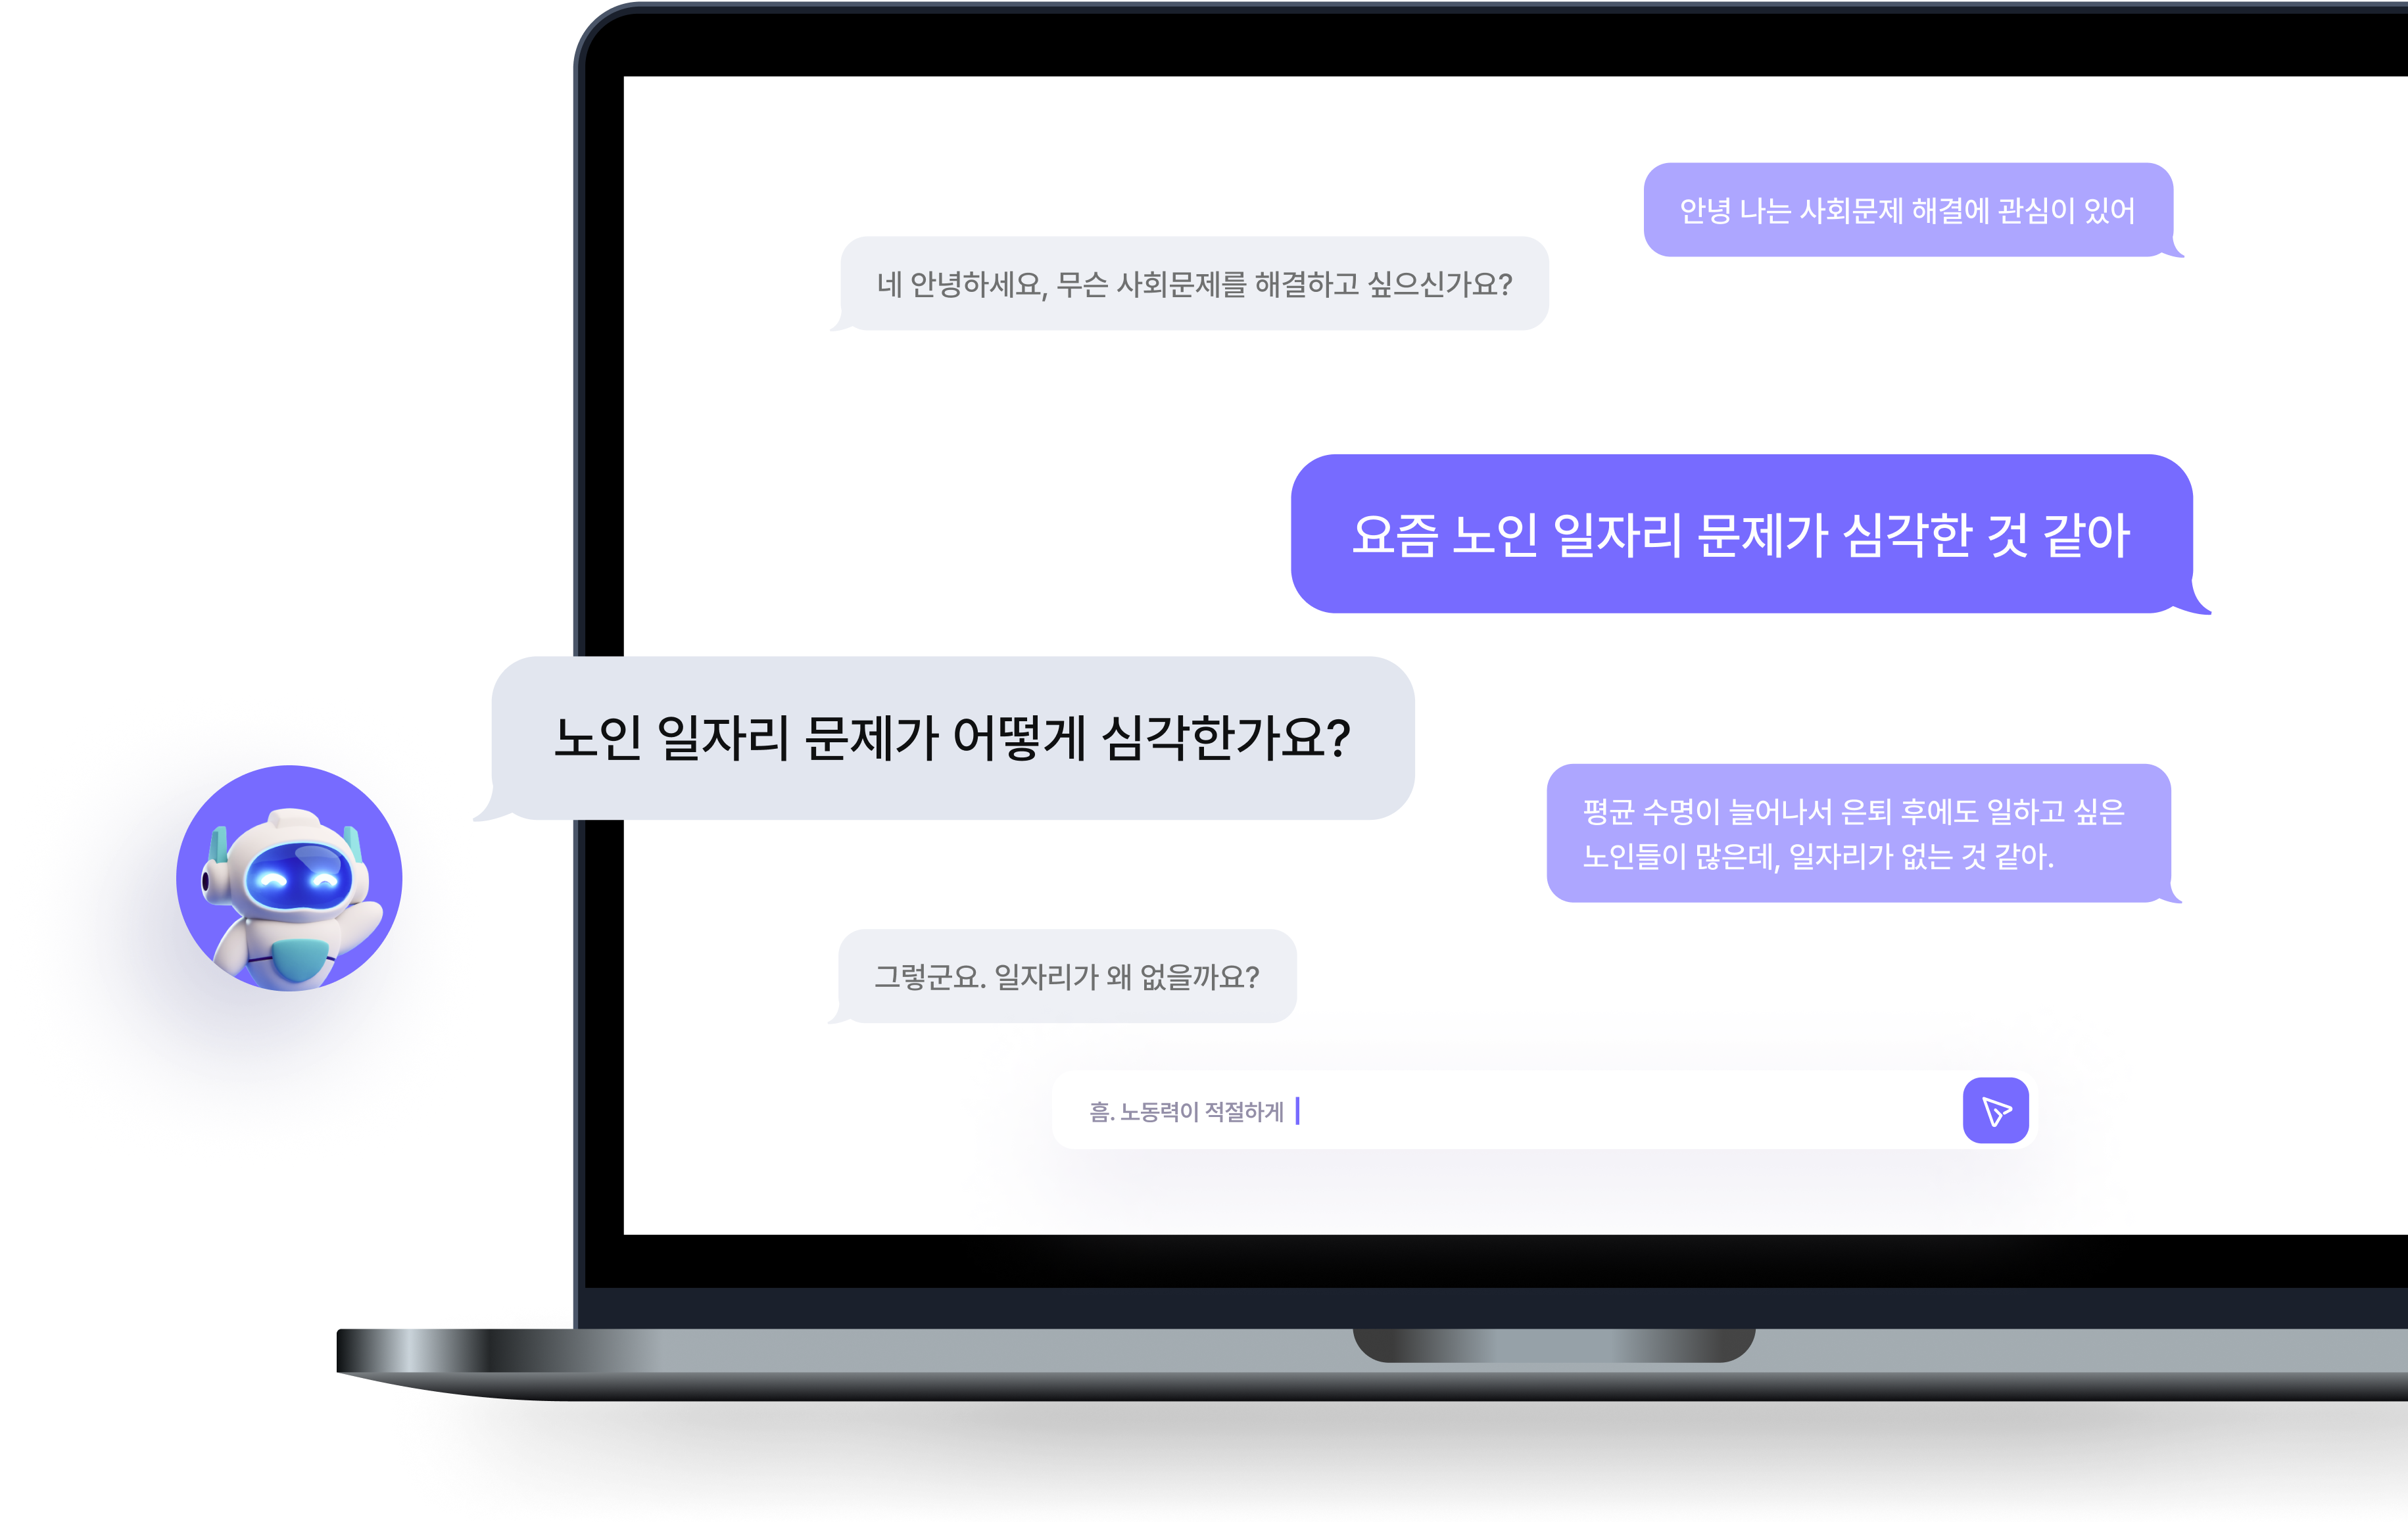 안녕 나는 사회문제 해결에 관심이 있어
네 안녕하세요, 무슨 사회문제를 해결하고 싶으신가요?
요즘 노인 일자리 문제가 심각한 것 같아
노인 일자리 문제가 어떻게 심각한가요?
평균 수명이 늘어나서 은퇴 후에도 일하고 싶은
노인들이 많은데, 일자리가 없는 것 같아.
그렇군요. 일자리가 왜 없을까요?
흠. 노동력이 적절하게